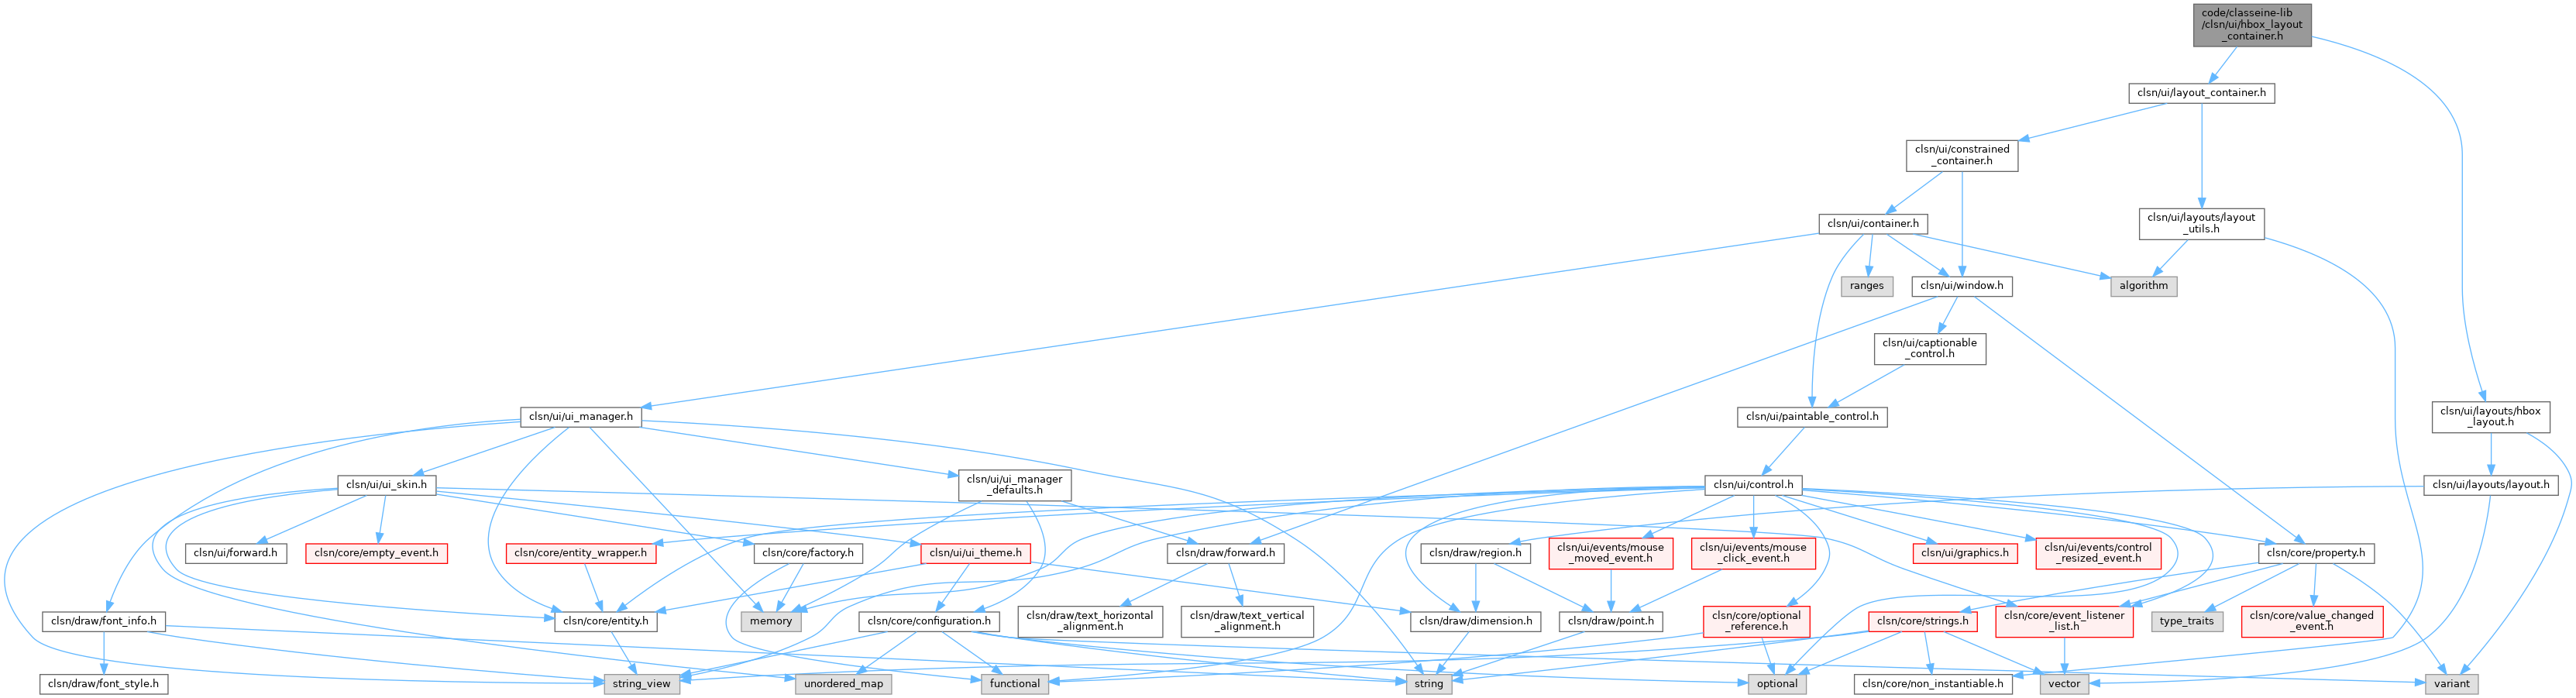 code/classeine-lib
/clsn/ui/hbox_layout
_container.h
clsn/ui/layout_container.h
clsn/ui/constrained
_container.h
clsn/ui/container.h
clsn/ui/layouts/layout
_utils.h
ranges
clsn/ui/window.h
algorithm
clsn/ui/captionable
_control.h
clsn/ui/ui_manager.h
clsn/ui/paintable_control.h
clsn/ui/layouts/hbox
_layout.h
clsn/ui/ui_skin.h
clsn/ui/ui_manager
_defaults.h
clsn/ui/control.h
clsn/ui/layouts/layout.h
clsn/ui/forward.h
clsn/core/empty_event.h
clsn/core/entity_wrapper.h
clsn/core/factory.h
clsn/ui/ui_theme.h
clsn/draw/forward.h
clsn/draw/region.h
clsn/ui/events/mouse
_moved_event.h
clsn/ui/events/mouse
_click_event.h
clsn/ui/graphics.h
clsn/ui/events/control
_resized_event.h
clsn/core/property.h
clsn/draw/font_info.h
clsn/core/entity.h
memory
clsn/core/configuration.h
clsn/draw/text_horizontal
_alignment.h
clsn/draw/text_vertical
_alignment.h
clsn/draw/dimension.h
clsn/draw/point.h
clsn/core/optional
_reference.h
clsn/core/strings.h
clsn/core/event_listener
_list.h
type_traits
clsn/core/value_changed
_event.h
clsn/draw/font_style.h
string_view
unordered_map
functional
string
optional
clsn/core/non_instantiable.h
vector
variant